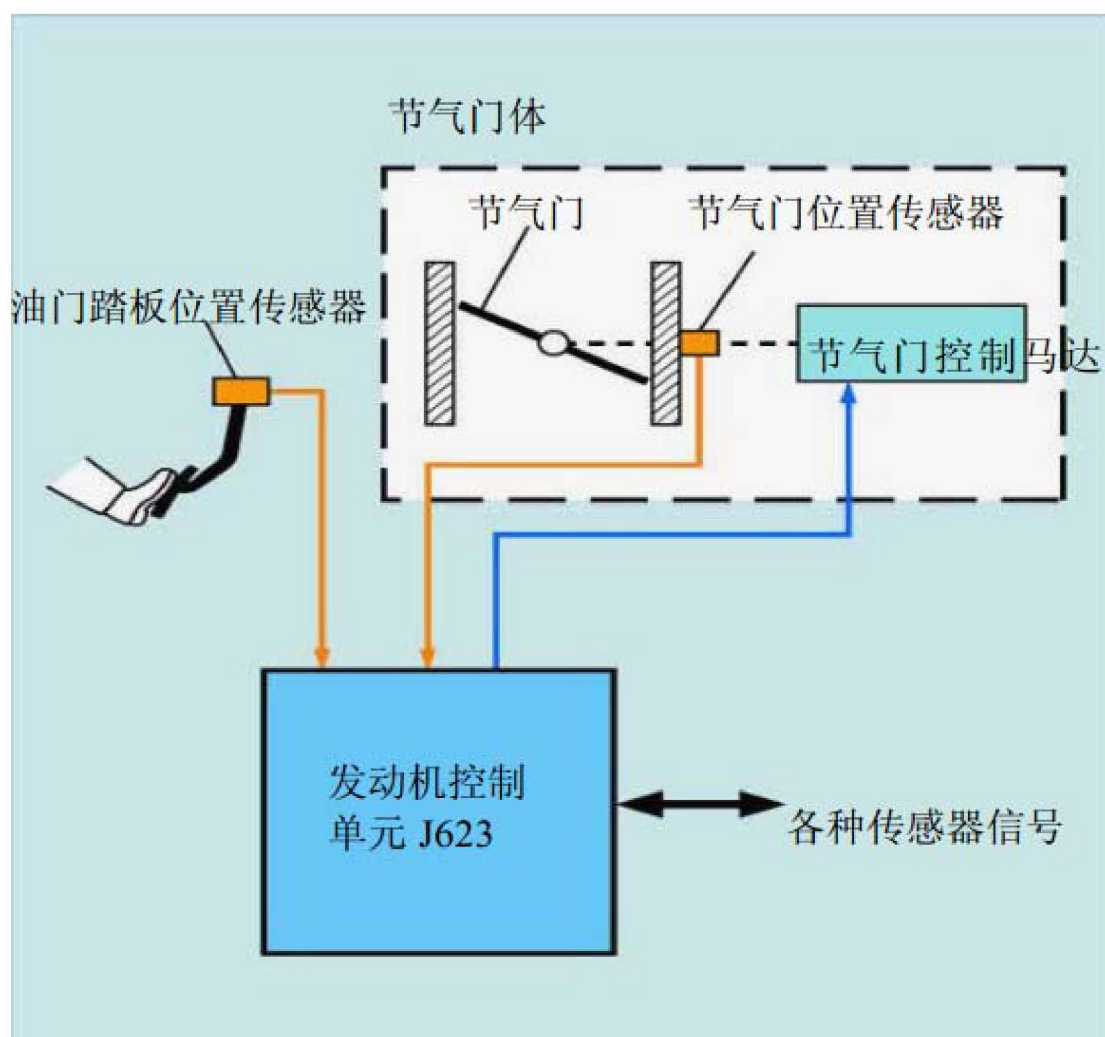 节气门体
节气门
节气门位置传感器
油门踏板位置传感器
节气门控制马达
发动机控制
单元 J623
各种传感器信号